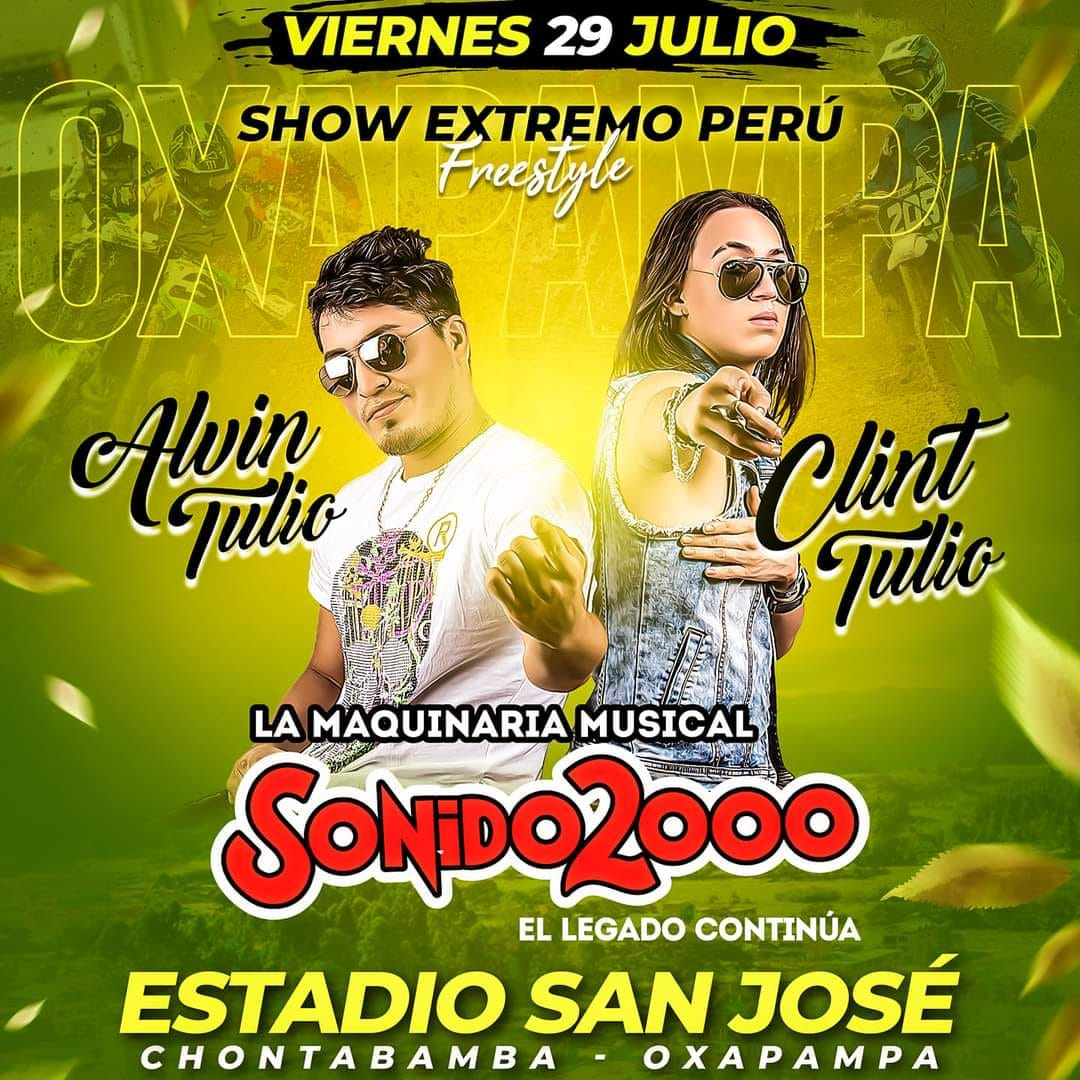 VIERNES 29 JULIO
OXAPAMPA
SHOW EXTREMO PERÚ
Freestyle
205
Alvin
Tulio
Clint
Tulio
R
LA MAQUINARIA MUSICAL
SONIDO2000
EL LEGADO CONTINÚA
ESTADIO SAN JOSÉ
CHONTABAMBA - OXAPAMPA